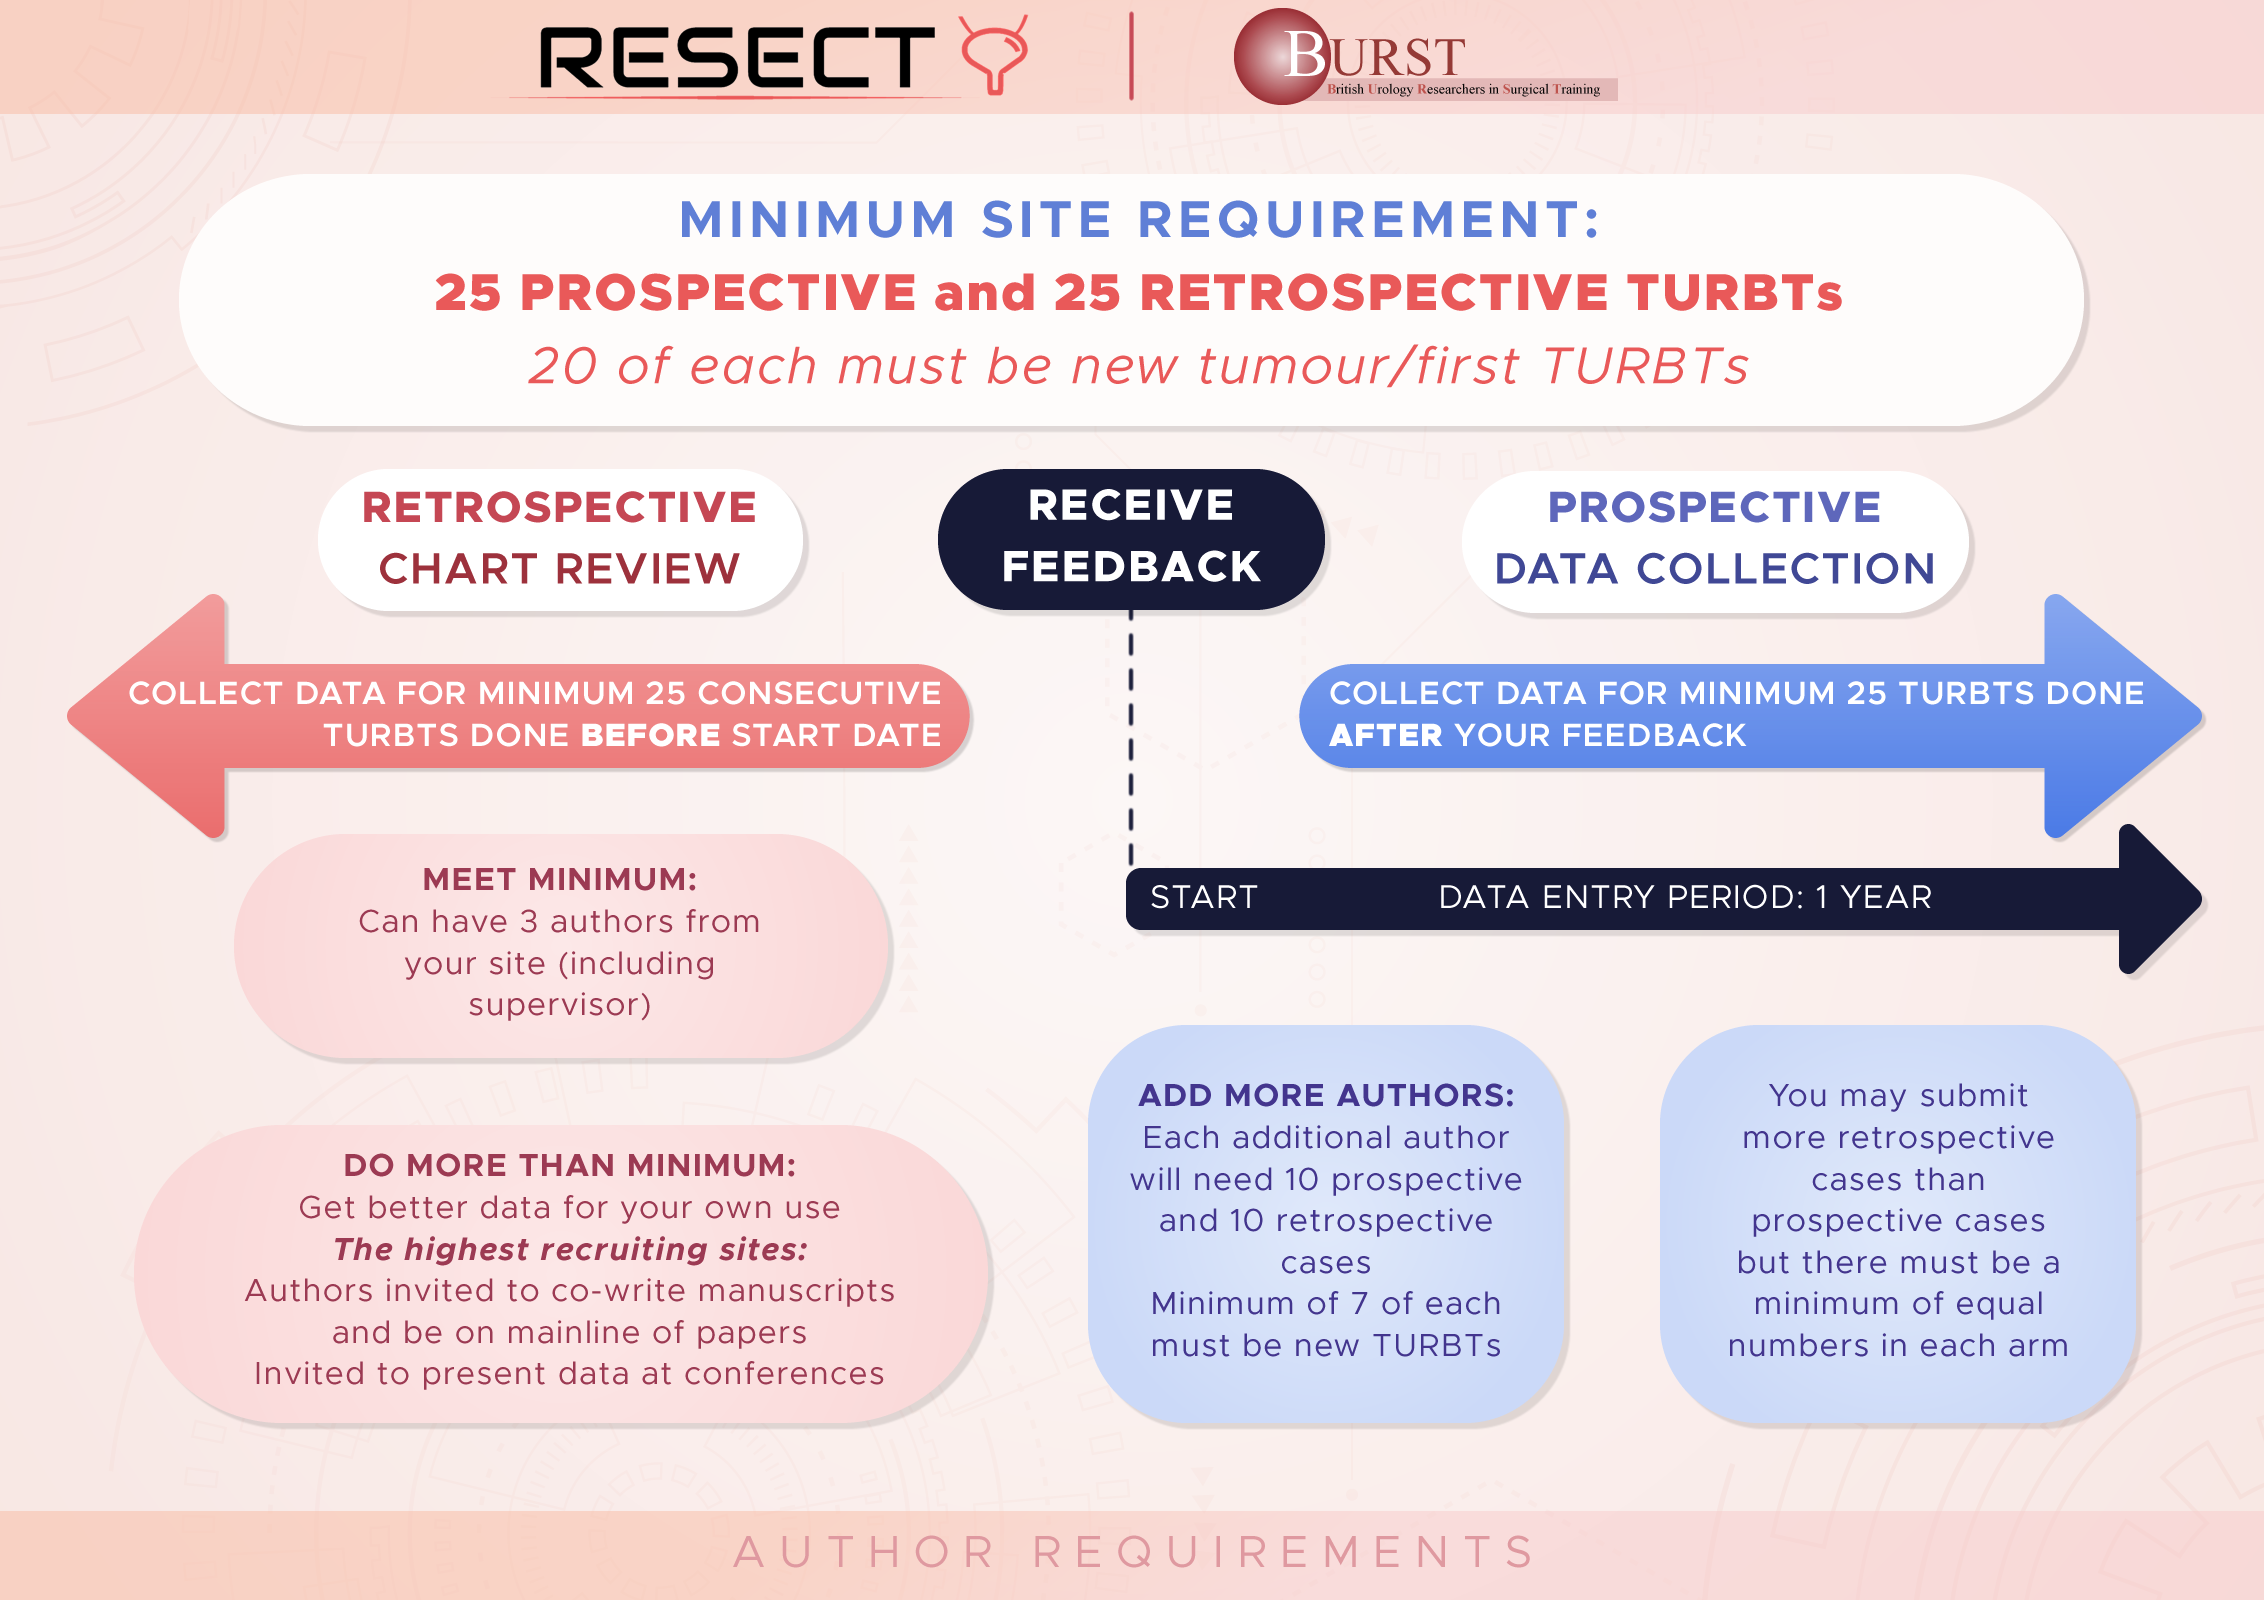 RESECT
BURST
British Urology Researchers in Surgical Training
MINIMUM SITE REQUIREMENT:
25 PROSPECTIVE and 25 RETROSPECTIVE TURBTs
20 of each must be new tumour/first TURBTs
RETROSPECTIVE
CHART REVIEW
RECEIVE
FEEDBACK
PROSPECTIVE
DATA COLLECTION
COLLECT DATA FOR MINIMUM 25 CONSECUTIVE
TURBTS DONE BEFORE START DATE
COLLECT DATA FOR MINIMUM 25 TURBTS DONE
AFTER YOUR FEEDBACK
START
DATA ENTRY PERIOD: 1 YEAR
MEET MINIMUM:
Can have 3 authors from
your site (including
supervisor)
DO MORE THAN MINIMUM:
Get better data for your own use
The highest recruiting sites:
Authors invited to co-write manuscripts
and be on mainline of papers
Invited to present data at conferences
ADD MORE AUTHORS:
Each additional author
will need 10 prospective
and 10 retrospective
cases
Minimum of 7 of each
must be new TURBTs
You may submit
more retrospective
cases than
prospective cases
but there must be a
minimum of equal
numbers in each arm
AUTHOR REQUIREMENTS